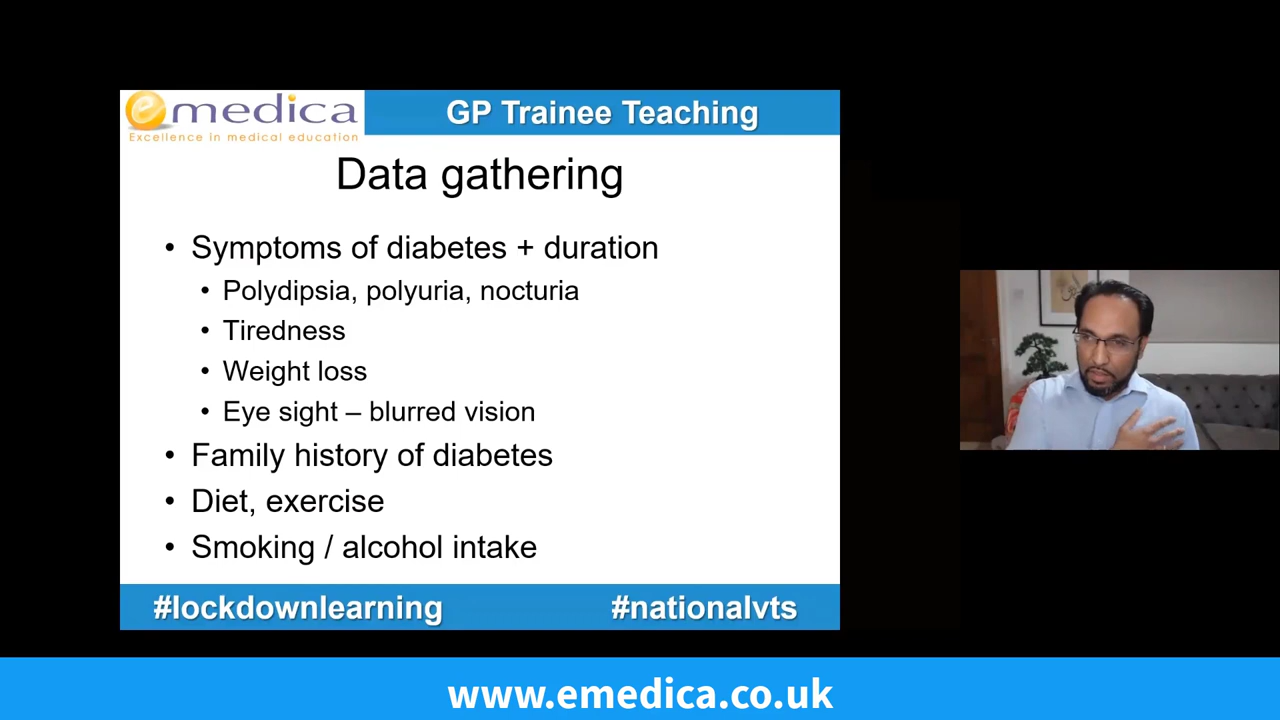 emedica
Excellence in medical education
GP Trainee Teaching
Data gathering
• Symptoms of diabetes + duration
• Polydipsia, polyuria, nocturia
• Tiredness
• Weight loss
• Eye sight – blurred vision
• Family history of diabetes
• Diet, exercise
• Smoking / alcohol intake
#lockdownlearning
#nationalvts
www.emedica.co.uk